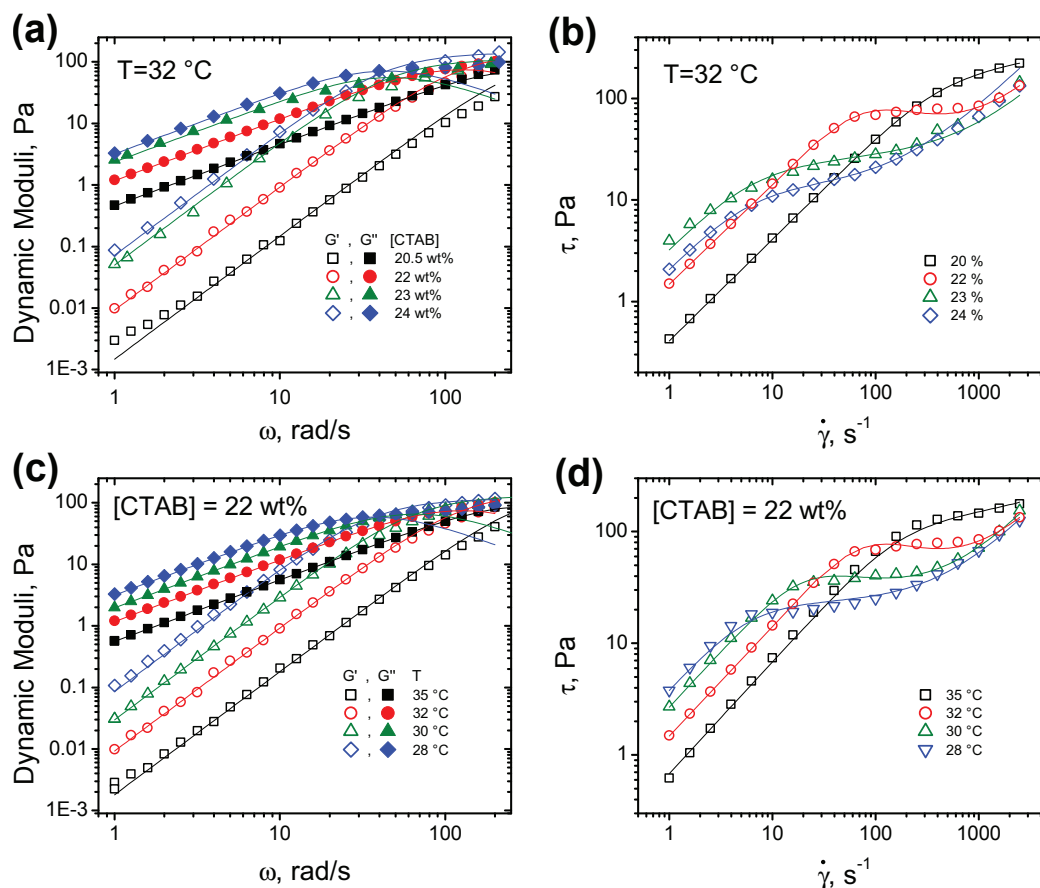 (a)
T=32 °C
Dynamic Moduli, Pa
100
10
1
0.1
0.01
1E-3
G' , G'' [CTAB]
, 20.5 wt%
, 22 wt%
, 23 wt%
, 24 wt%
1 10 100
ω, rad/s
(b)
T=32 °C
τ, Pa
100
10
1
20 %
22 %
23 %
24 %
1 10 100 1000
γ̇, s⁻¹
(c)
[CTAB] = 22 wt%
Dynamic Moduli, Pa
100
10
1
0.1
0.01
1E-3
G' , G'' T
, 35 °C
, 32 °C
, 30 °C
, 28 °C
1 10 100
ω, rad/s
(d)
[CTAB] = 22 wt%
τ, Pa
100
10
1
35 °C
32 °C
30 °C
28 °C
1 10 100 1000
γ̇, s⁻¹